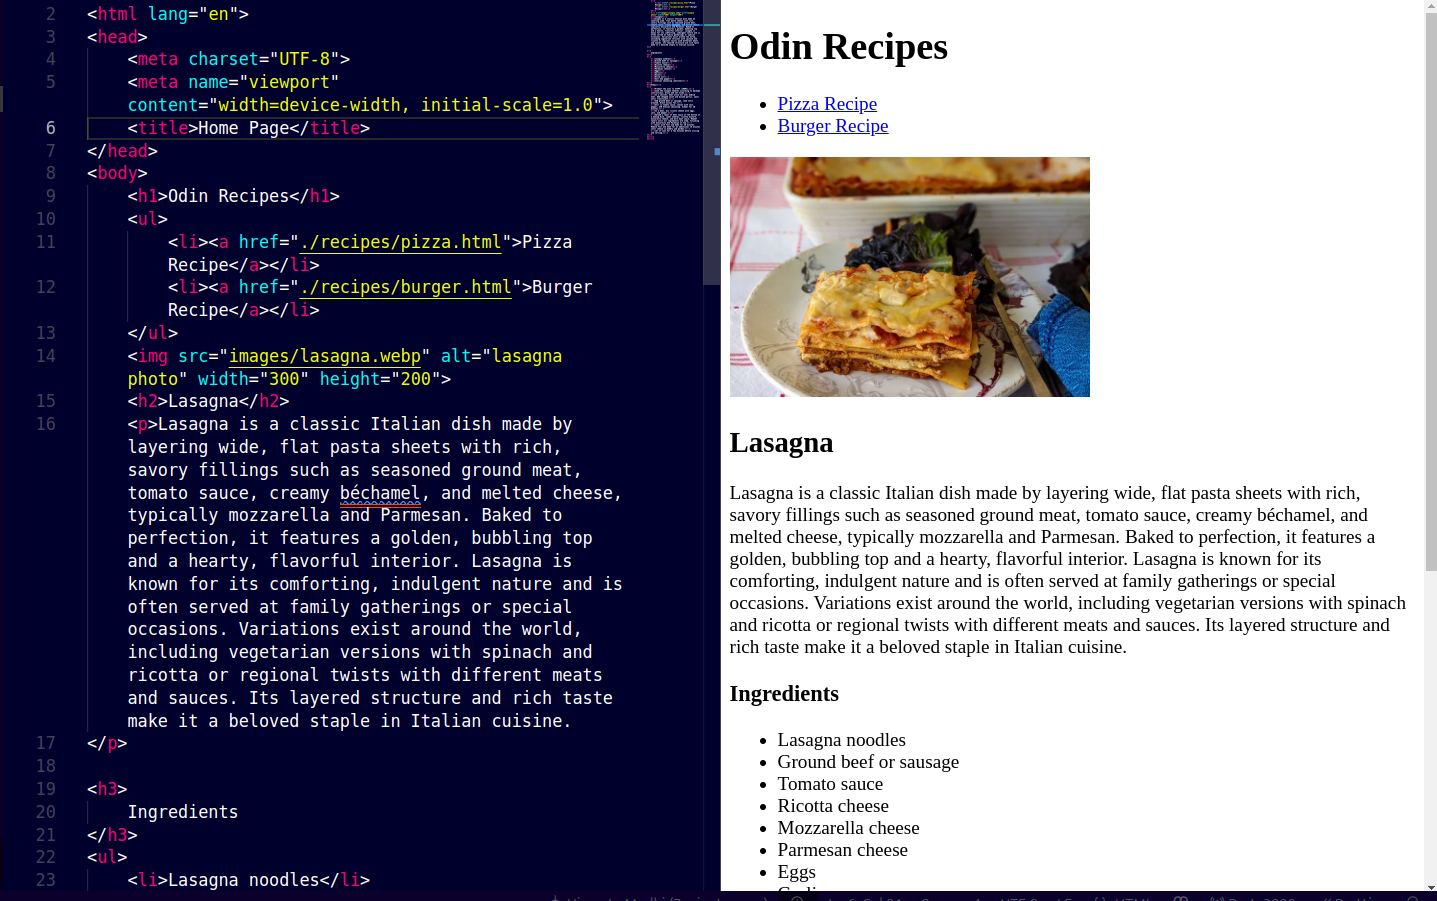 2 <html lang="en">
3 <head>
4 <meta charset="UTF-8">
5 <meta name="viewport"
content="width=device-width, initial-scale=1.0">
6 <title>Home Page</title>
7 </head>
8 <body>
9 <h1>Odin Recipes</h1>
10 <ul>
11 <li><a href="./recipes/pizza.html">Pizza
Recipe</a></li>
12 <li><a href="./recipes/burger.html">Burger
Recipe</a></li>
13 </ul>
14 <img src="images/lasagna.webp" alt="lasagna
photo" width="300" height="200">
15 <h2>Lasagna</h2>
16 <p>Lasagna is a classic Italian dish made by
layering wide, flat pasta sheets with rich,
savory fillings such as seasoned ground meat,
tomato sauce, creamy béchamel, and melted cheese,
typically mozzarella and Parmesan. Baked to
perfection, it features a golden, bubbling top
and a hearty, flavorful interior. Lasagna is
known for its comforting, indulgent nature and is
often served at family gatherings or special
occasions. Variations exist around the world,
including vegetarian versions with spinach and
ricotta or regional twists with different meats
and sauces. Its layered structure and rich taste
make it a beloved staple in Italian cuisine.
17 </p>
18
19 <h3>
20 Ingredients
21 </h3>
22 <ul>
23 <li>Lasagna noodles</li>
Odin Recipes
Pizza Recipe
Burger Recipe
Lasagna
Lasagna is a classic Italian dish made by layering wide, flat pasta sheets with rich,
savory fillings such as seasoned ground meat, tomato sauce, creamy béchamel, and
melted cheese, typically mozzarella and Parmesan. Baked to perfection, it features a
golden, bubbling top and a hearty, flavorful interior. Lasagna is known for its
comforting, indulgent nature and is often served at family gatherings or special
occasions. Variations exist around the world, including vegetarian versions with spinach
and ricotta or regional twists with different meats and sauces. Its layered structure and
rich taste make it a beloved staple in Italian cuisine.
Ingredients
Lasagna noodles
Ground beef or sausage
Tomato sauce
Ricotta cheese
Mozzarella cheese
Parmesan cheese
Eggs